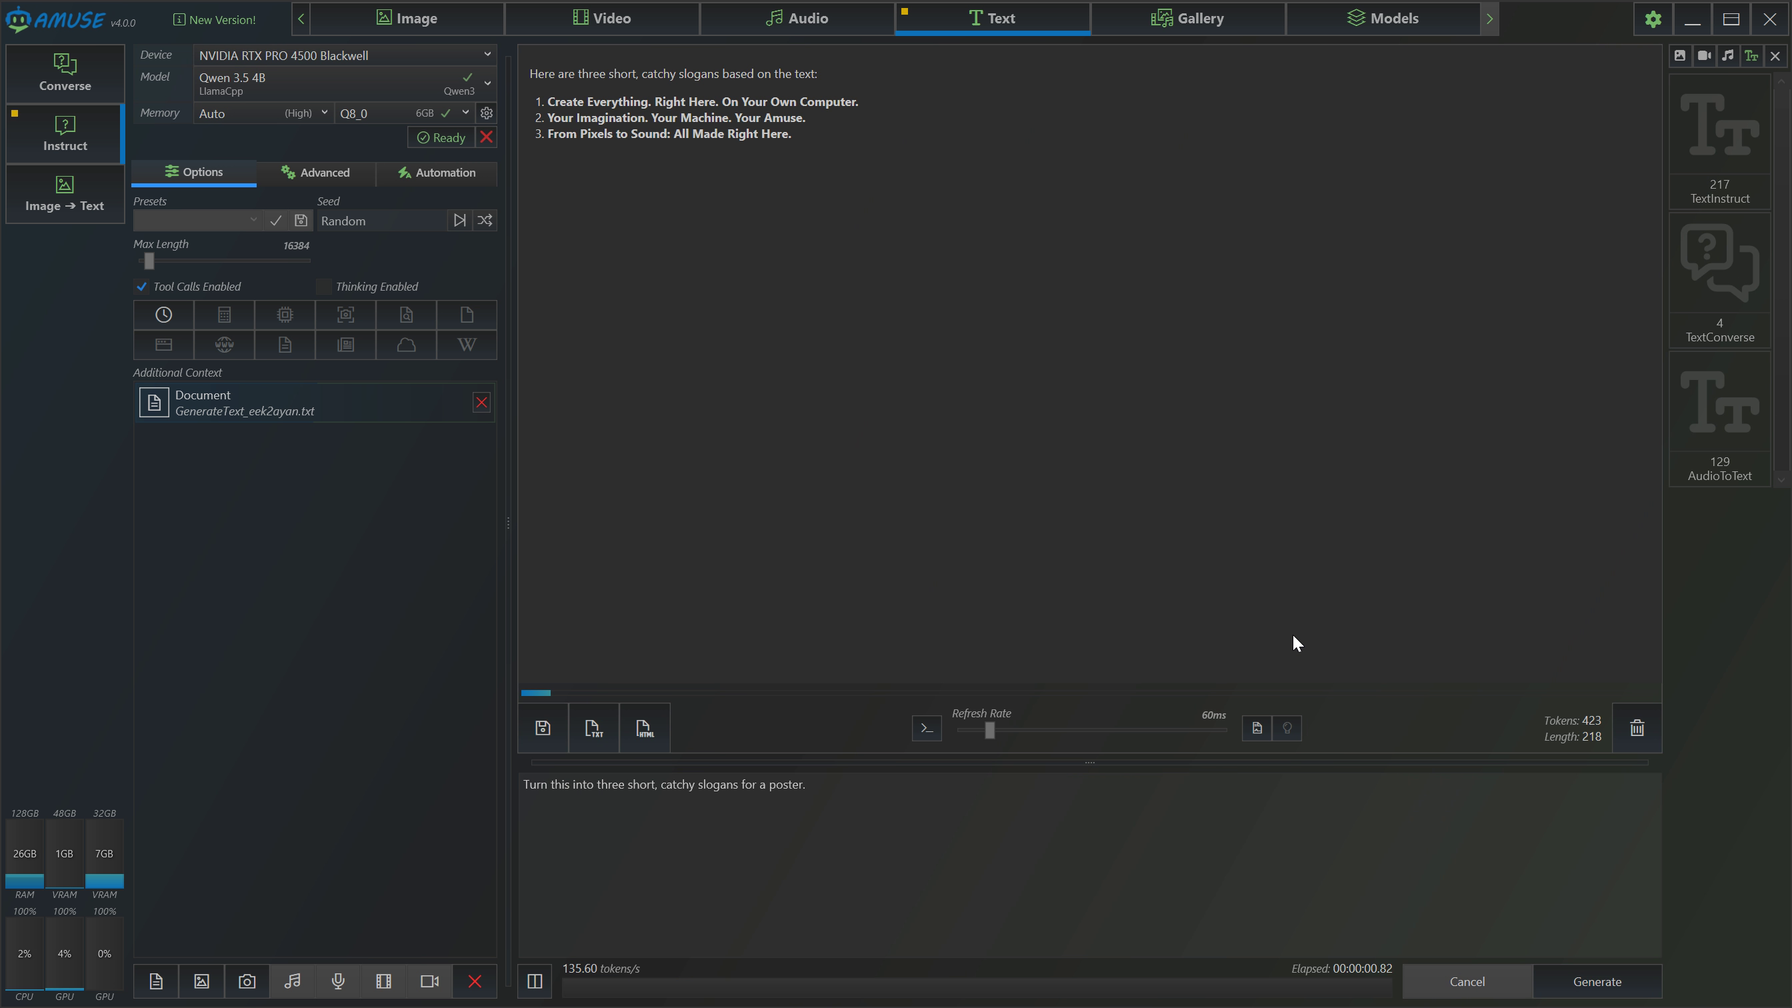 AMUSE v4.0.0
New Version!
Image
Video
Audio
Text
Gallery
Models
Converse
Instruct
Image → Text
Device
NVIDIA RTX PRO 4500 Blackwell
Model
Qwen 3.5 4B
LlamaCpp
Qwen3
Memory
Auto
(High)
Q8_0
6GB
Ready
Options
Advanced
Automation
Presets
Seed
Random
Max Length
16384
Tool Calls Enabled
Thinking Enabled
W
Additional Context
Document
GenerateText_eek2ayan.txt
Here are three short, catchy slogans based on the text:
1. Create Everything. Right Here. On Your Own Computer.
2. Your Imagination. Your Machine. Your Amuse.
3. From Pixels to Sound: All Made Right Here.
TXT
HTML
Refresh Rate
60ms
Tokens: 423
Length: 218
Turn this into three short, catchy slogans for a poster.
135.60 tokens/s
Elapsed: 00:00:00.82
Cancel
Generate
217
TextInstruct
4
TextConverse
129
AudioToText
128GB 48GB 32GB
26GB 1GB 7GB
RAM VRAM VRAM
100% 100% 100%
2% 4% 0%
CPU GPU GPU